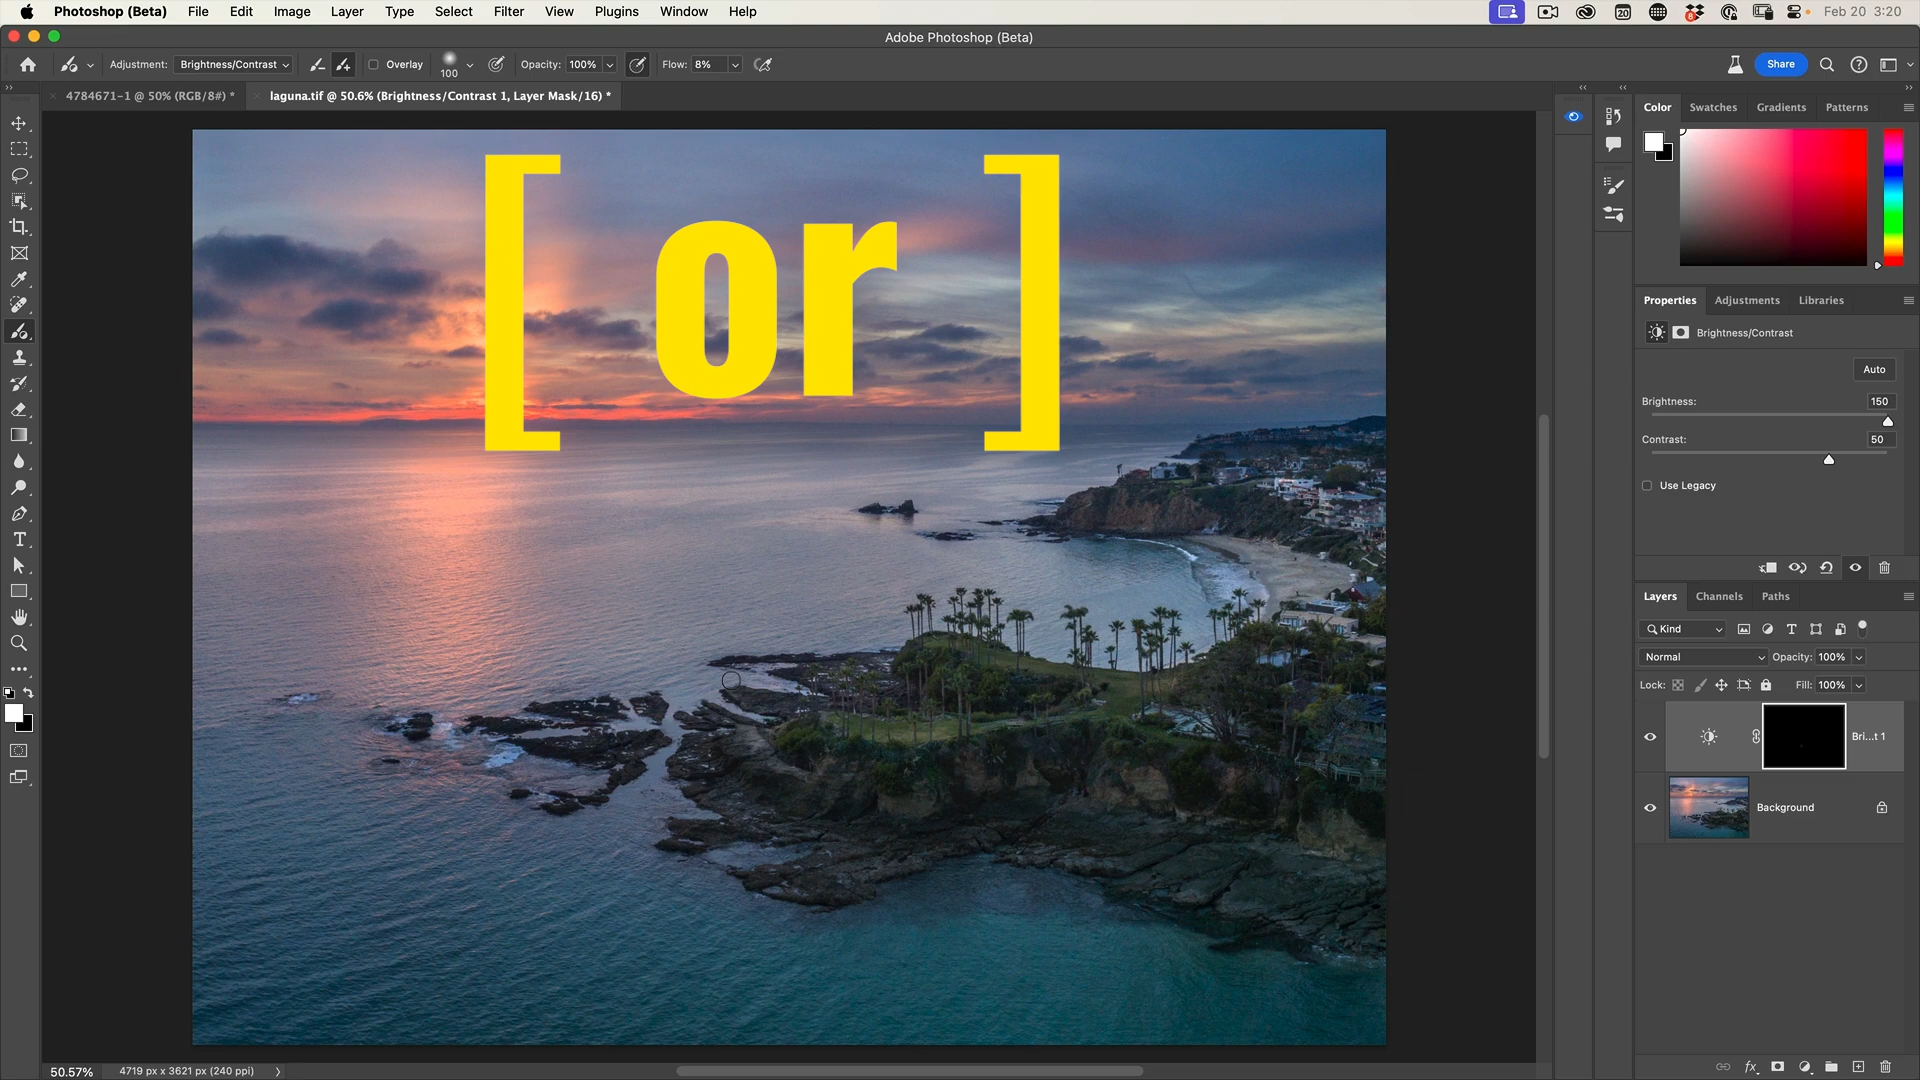 Photoshop (Beta) File Edit Image Layer Type Select Filter View Plugins Window Help 20 8 Feb 20 3:20
Adobe Photoshop (Beta)
Adjustment: Brightness/Contrast 100 Overlay Opacity: 100% Flow: 8% Share
4784671-1 @ 50% (RGB/8#) * laguna.tif @ 50.6% (Brightness/Contrast 1, Layer Mask/16) *
Color Swatches Gradients Patterns
[ or ]
Properties Adjustments Libraries
Brightness/Contrast
Auto
Brightness: 150
Contrast: 50
Use Legacy
Layers Channels Paths
Kind
Normal Opacity: 100%
Lock: Fill: 100%
Bri...t 1
Background
50.57% 4719 px x 3621 px (240 ppi)